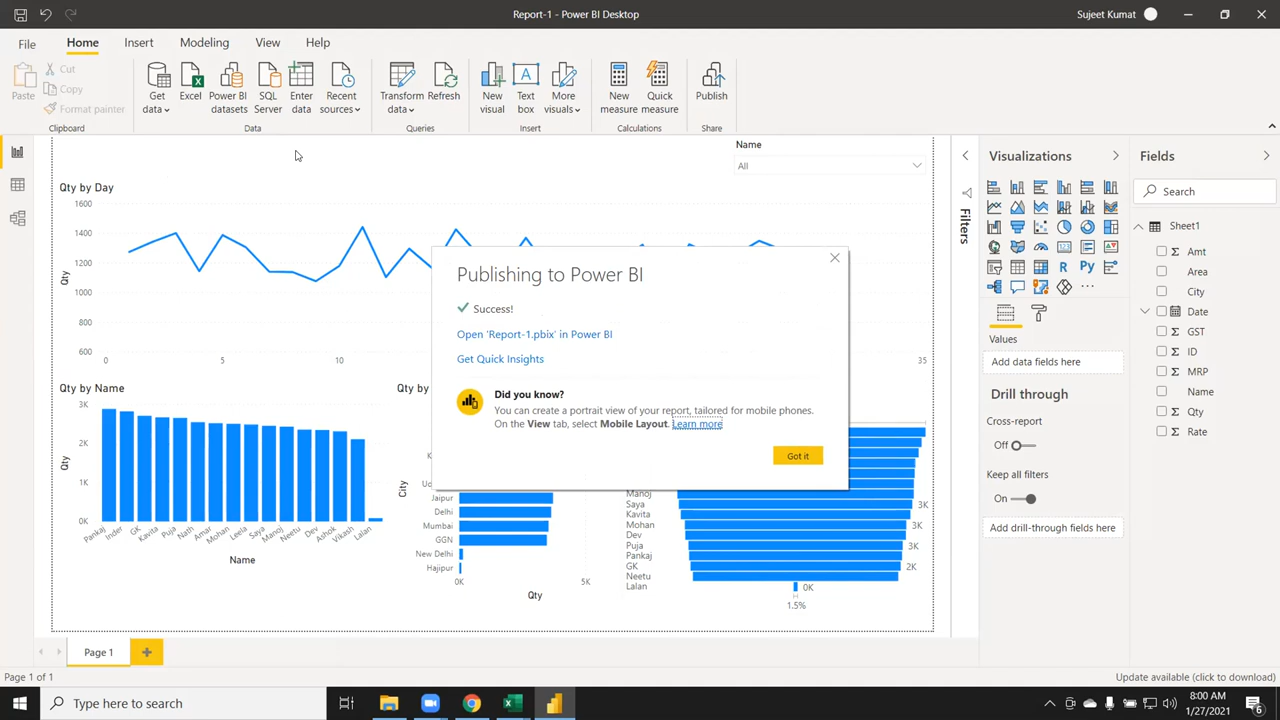 Report-1 - Power BI Desktop
Sujeet Kumat
File
Home
Insert
Modeling
View
Help
Paste
Cut
Copy
Format painter
Clipboard
Get data
Excel
Power BI datasets
SQL Server
Enter data
Recent sources
Data
Transform data
Refresh
Queries
New visual
Text box
More visuals
Insert
New measure
Quick measure
Calculations
Publish
Share
Name
All
Qty by Day
1600
1400
1200
1000
800
600
Qty
0
5
10
35
Publishing to Power BI
Success!
Open 'Report-1.pbix' in Power BI
Get Quick Insights
Did you know?
You can create a portrait view of your report, tailored for mobile phones.
On the View tab, select Mobile Layout. Learn more
Got it
Qty by Name
3K
2K
1K
0K
Qty
Pankaj
Inder
GK
Kavita
Puja
Nath
Amar
Mohan
Leela
Saya
Manoj
Neetu
Dev
Ashok
Vikash
Lalan
Name
Qty by
City
Jaipur
Delhi
Mumbai
GGN
New Delhi
Hajipur
0K
5K
Qty
Manoj
Saya
Kavita
Mohan
Dev
Puja
Pankaj
GK
Neetu
Lalan
3K
3K
3K
2K
0K
1.5%
Filters
Visualizations
R
Py
Values
Add data fields here
Drill through
Cross-report
Off
Keep all filters
On
Add drill-through fields here
Fields
Search
Sheet1
Amt
Area
City
Date
GST
ID
MRP
Name
Qty
Rate
Page 1
Page 1 of 1
Update available (click to download)
Type here to search
8:00 AM
1/27/2021
6